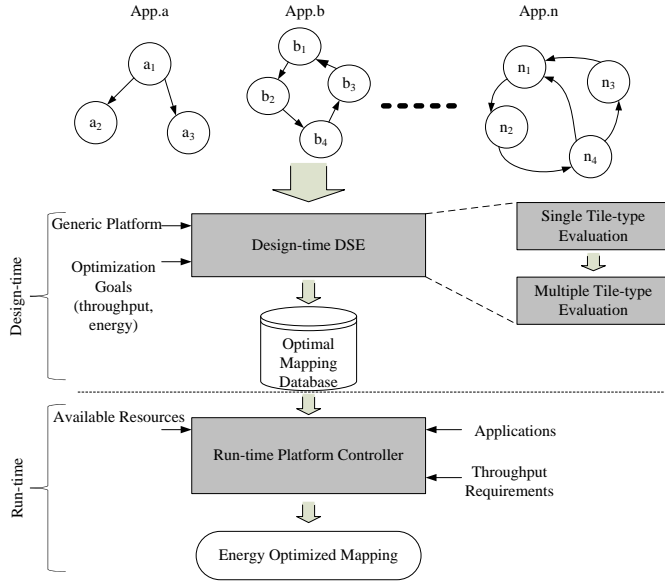 App.a
App.b
App.n
a1
a2
a3
b1
b2
b3
b4
n1
n2
n3
n4
Design-time
Generic Platform
Optimization
Goals
(throughput,
energy)
Design-time DSE
Single Tile-type
Evaluation
Multiple Tile-type
Evaluation
Optimal
Mapping
Database
Run-time
Available Resources
Run-time Platform Controller
Applications
Throughput
Requirements
Energy Optimized Mapping